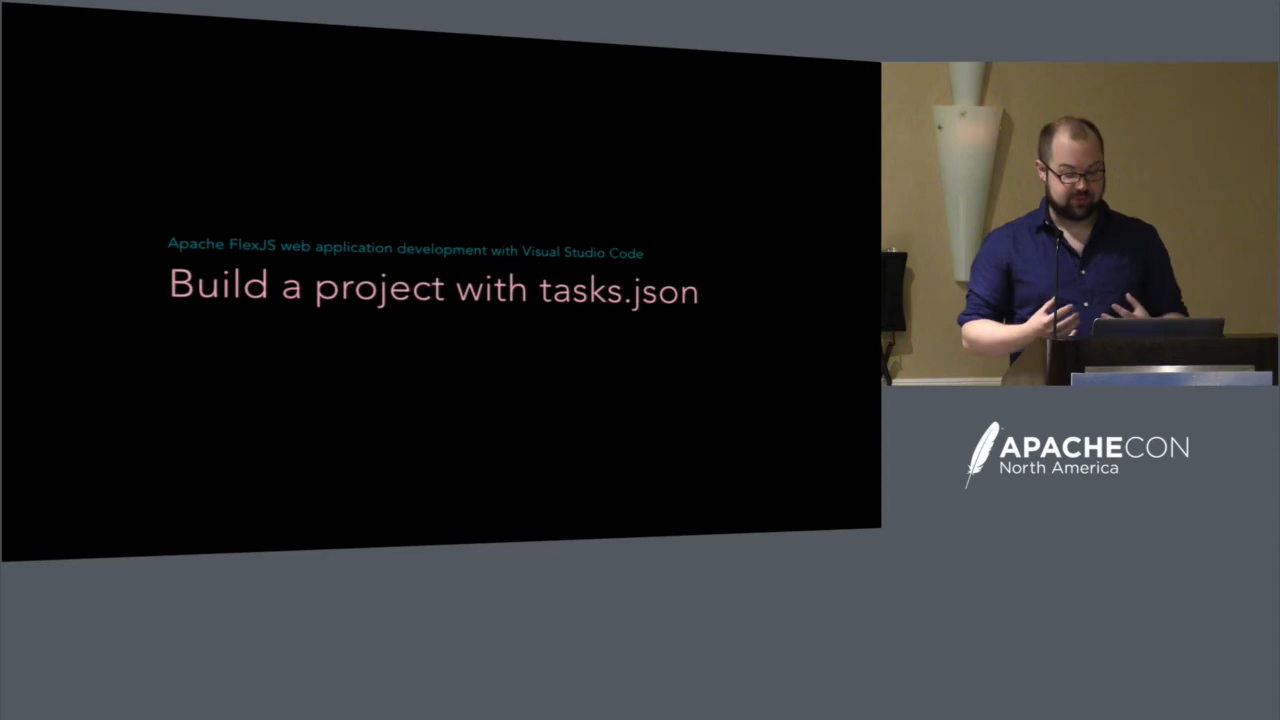 Apache FlexJS web application development with Visual Studio Code
Build a project with tasks.json
APACHECON
North America